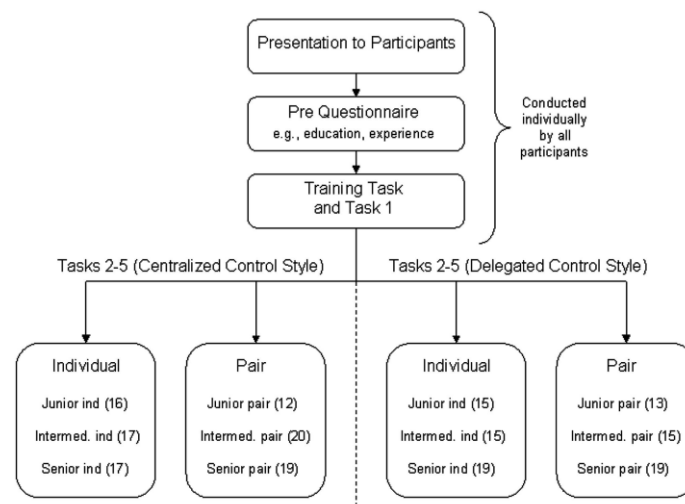 Presentation to Participants
Pre Questionnaire
e.g., education, experience
Training Task
and Task 1
Conducted
individually
by all
participants
Tasks 2-5 (Centralized Control Style)
Tasks 2-5 (Delegated Control Style)
Individual
Junior ind (16)
Intermed. ind (17)
Senior ind (17)
Pair
Junior pair (12)
Intermed. pair (20)
Senior pair (19)
Individual
Junior ind (15)
Intermed. ind (15)
Senior ind (19)
Pair
Junior pair (13)
Intermed. pair (15)
Senior pair (19)